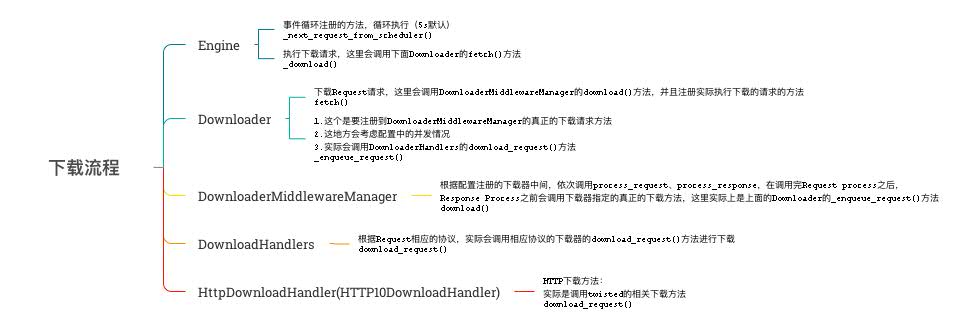 下载流程
Engine
事件循环注册的方法，循环执行（5s默认）
_next_request_from_scheduler()
执行下载请求，这里会调用下面Downloader的fetch()方法
_download()
Downloader
下载Request请求，这里会调用DownloaderMiddlewareManager的download()方法，并且注册实际执行下载的请求的方法
fetch()
1.这个是要注册到DownloaderMiddlewareManager的真正的下载请求方法
2.这地方会考虑配置中的并发情况
3.实际会调用DownloaderHandlers的download_request()方法
_enqueue_request()
DownloaderMiddlewareManager
根据配置注册的下载器中间，依次调用process_request、process_response，在调用完Request process之后，
Response Process之前会调用下载器指定的真正的下载方法，这里实际上是上面的Downloader的_enqueue_request()方法
download()
DownloadHandlers
根据Request相应的协议，实际会调用相应协议的下载器的download_request()方法进行下载
download_request()
HttpDownloadHandler(HTTP10DownloadHandler)
HTTP下载方法：
实际是调用twisted的相关下载方法
download_request()